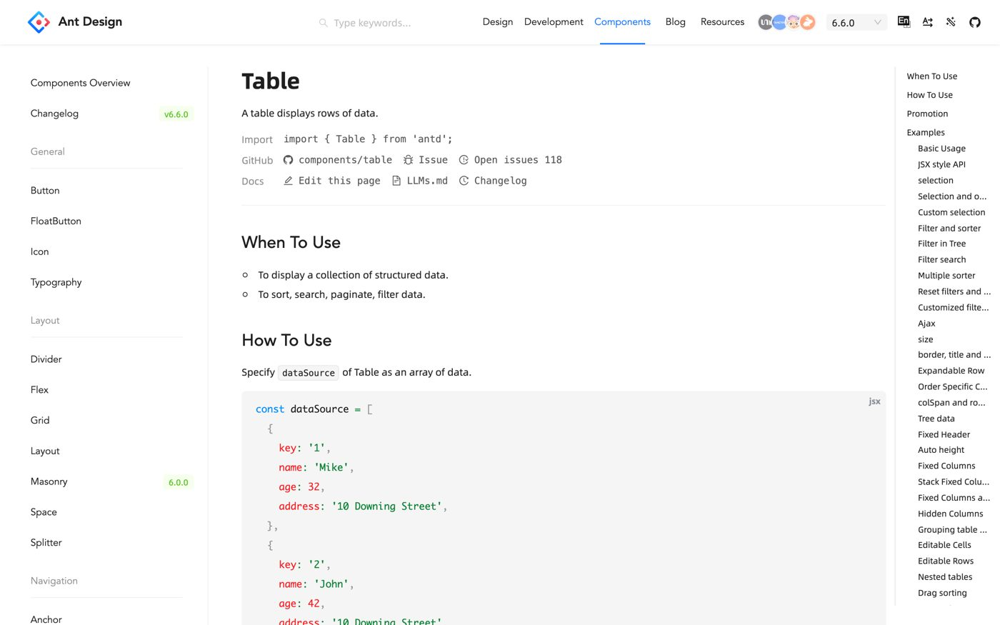 Ant Design
Type keywords...
Design
Development
Components
Blog
Resources
6.6.0
En
Components Overview
Changelog
v6.6.0
General
Button
FloatButton
Icon
Typography
Layout
Divider
Flex
Grid
Layout
Masonry
6.0.0
Space
Splitter
Navigation
Anchor
Table
A table displays rows of data.
Import
import { Table } from 'antd';
GitHub
components/table
Issue
Open issues 118
Docs
Edit this page
LLMs.md
Changelog
When To Use
To display a collection of structured data.
To sort, search, paginate, filter data.
How To Use
Specify dataSource of Table as an array of data.
jsx
const dataSource = [
{
key: '1',
name: 'Mike',
age: 32,
address: '10 Downing Street',
},
{
key: '2',
name: 'John',
age: 42,
address: '10 Downing Street'
When To Use
How To Use
Promotion
Examples
Basic Usage
JSX style API
selection
Selection and o...
Custom selection
Filter and sorter
Filter in Tree
Filter search
Multiple sorter
Reset filters and ...
Customized filte...
Ajax
size
border, title and ...
Expandable Row
Order Specific C...
colSpan and ro...
Tree data
Fixed Header
Auto height
Fixed Columns
Stack Fixed Colu...
Fixed Columns a...
Hidden Columns
Grouping table ...
Editable Cells
Editable Rows
Nested tables
Drag sorting